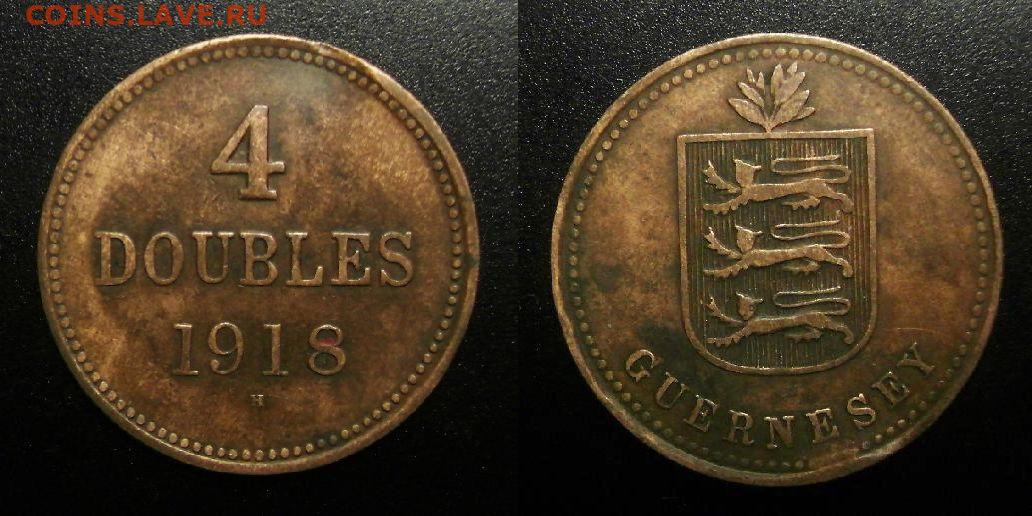 COINS.LAVE.RU
4
DOUBLES
1918
H
GUERNESEY